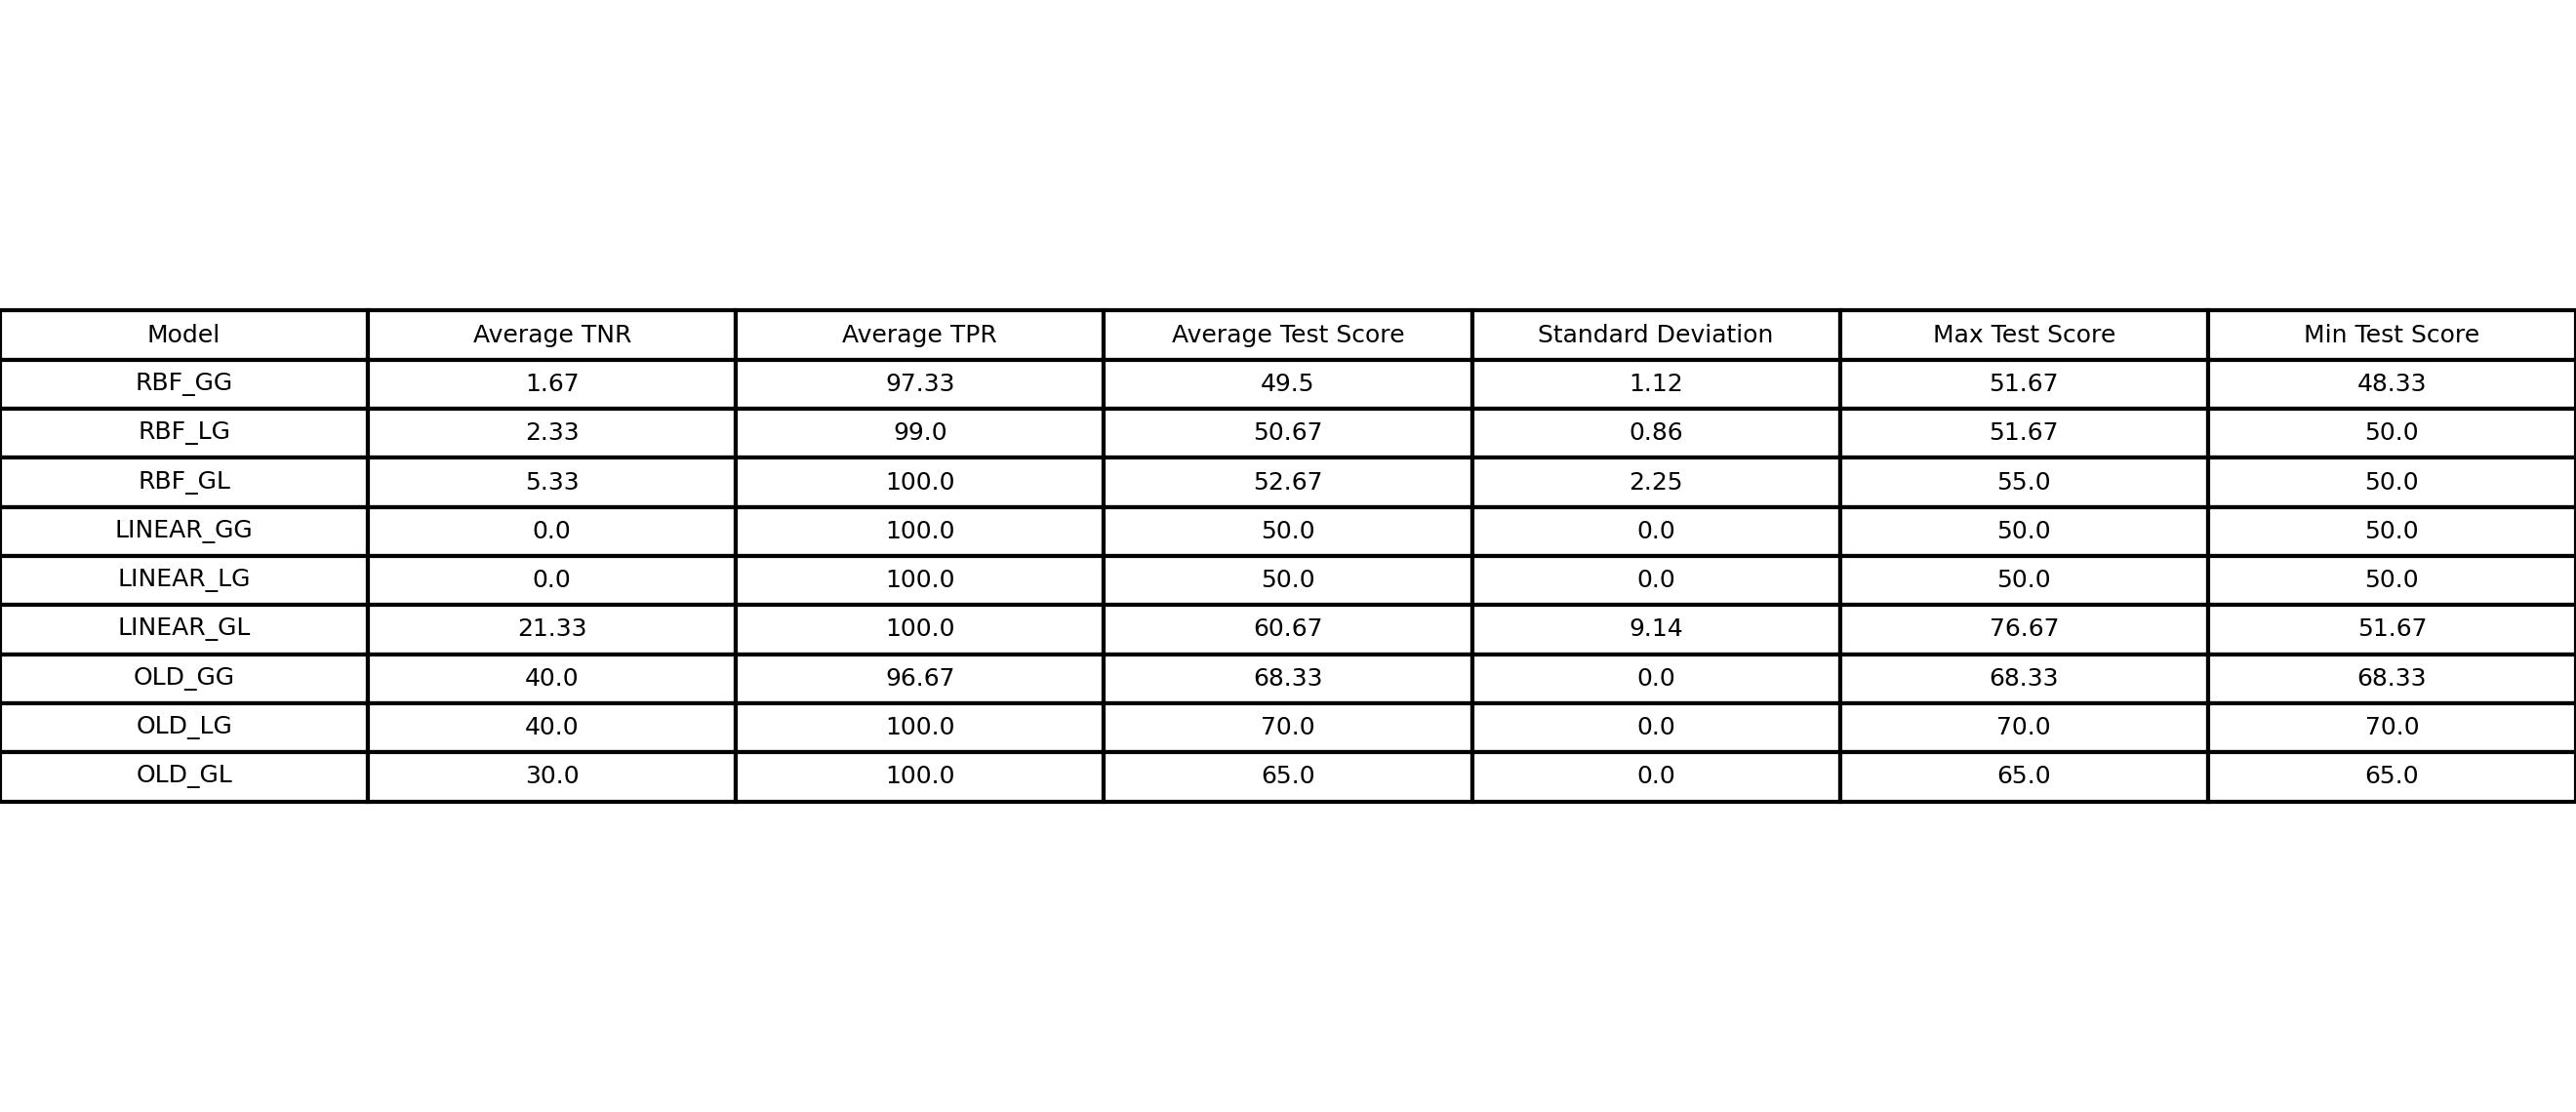 Model Average TNR Average TPR Average Test Score Standard Deviation Max Test Score Min Test Score
RBF_GG 1.67 97.33 49.5 1.12 51.67 48.33
RBF_LG 2.33 99.0 50.67 0.86 51.67 50.0
RBF_GL 5.33 100.0 52.67 2.25 55.0 50.0
LINEAR_GG 0.0 100.0 50.0 0.0 50.0 50.0
LINEAR_LG 0.0 100.0 50.0 0.0 50.0 50.0
LINEAR_GL 21.33 100.0 60.67 9.14 76.67 51.67
OLD_GG 40.0 96.67 68.33 0.0 68.33 68.33
OLD_LG 40.0 100.0 70.0 0.0 70.0 70.0
OLD_GL 30.0 100.0 65.0 0.0 65.0 65.0